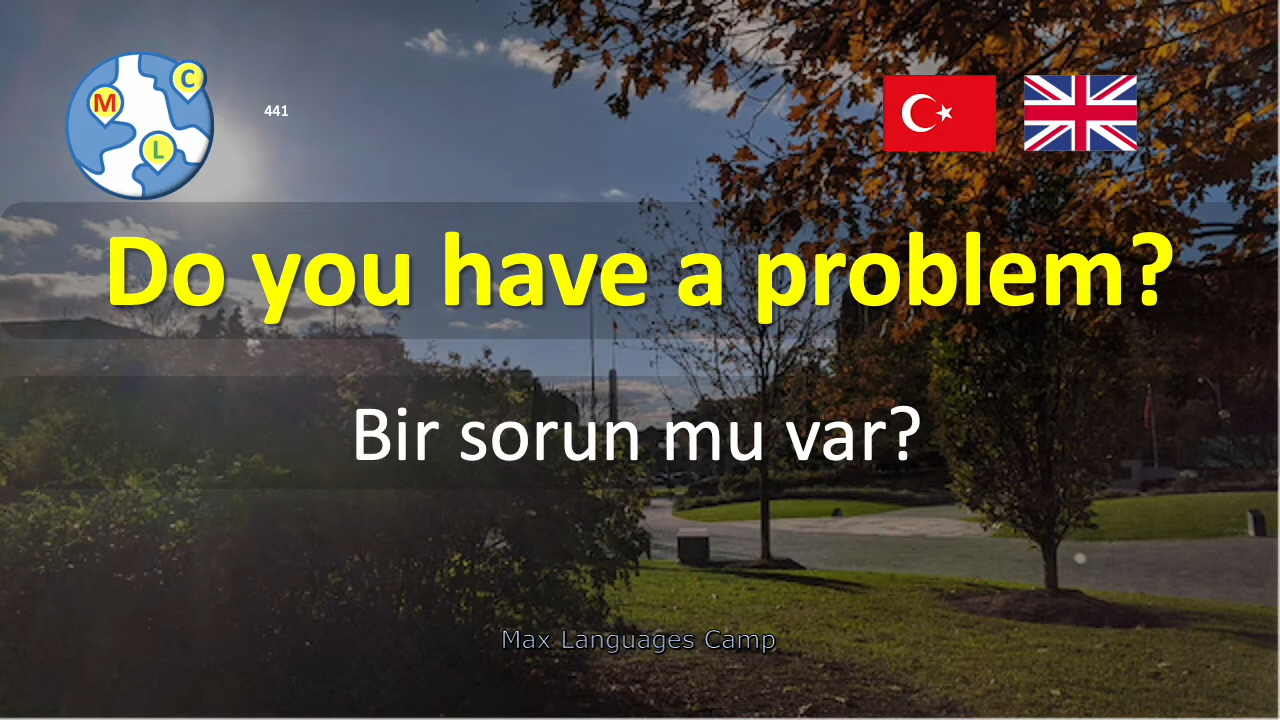 M
C
L
441
Do you have a problem?
Bir sorun mu var?
Max Languages Camp